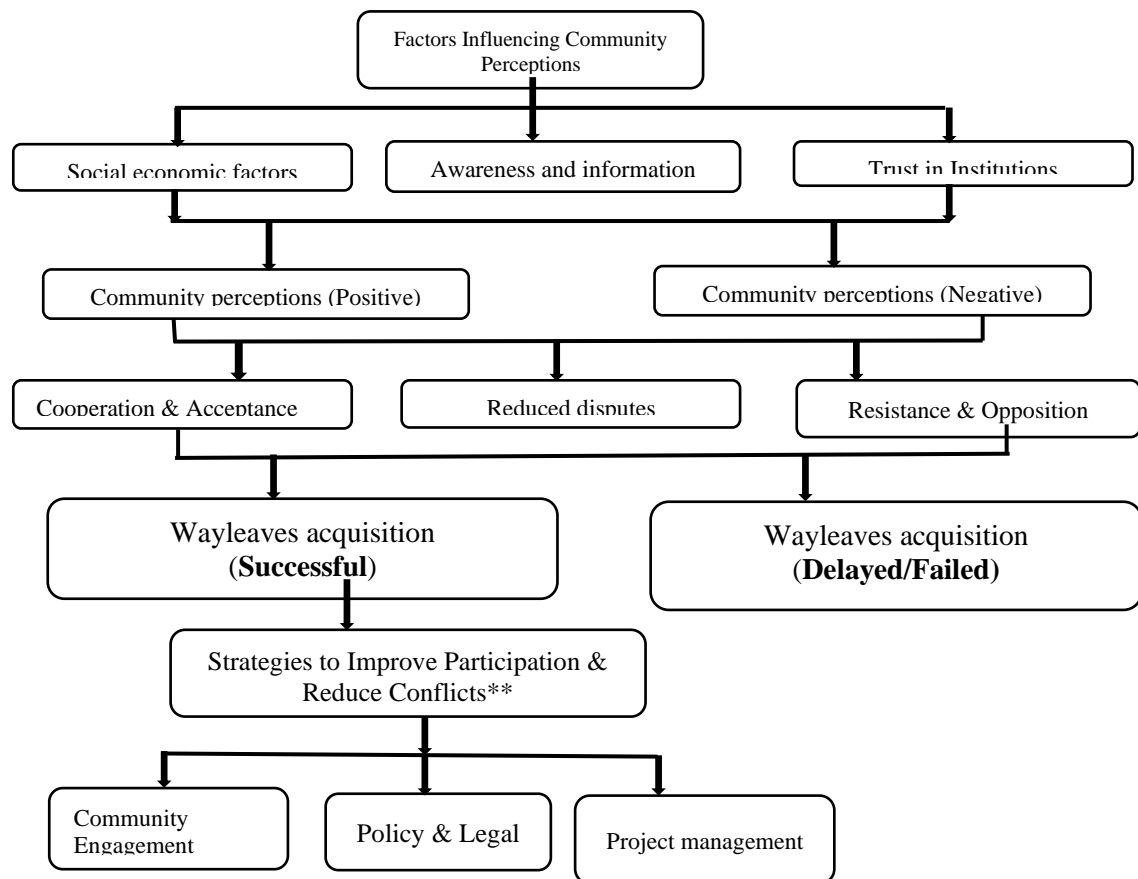 Factors Influencing Community
Perceptions
Social economic factors
Awareness and information
Trust in Institutions
Community perceptions (Positive)
Community perceptions (Negative)
Cooperation & Acceptance
Reduced disputes
Resistance & Opposition
Wayleaves acquisition
(Successful)
Wayleaves acquisition
(Delayed/Failed)
Strategies to Improve Participation &
Reduce Conflicts**
Community
Engagement
Policy & Legal
Project management